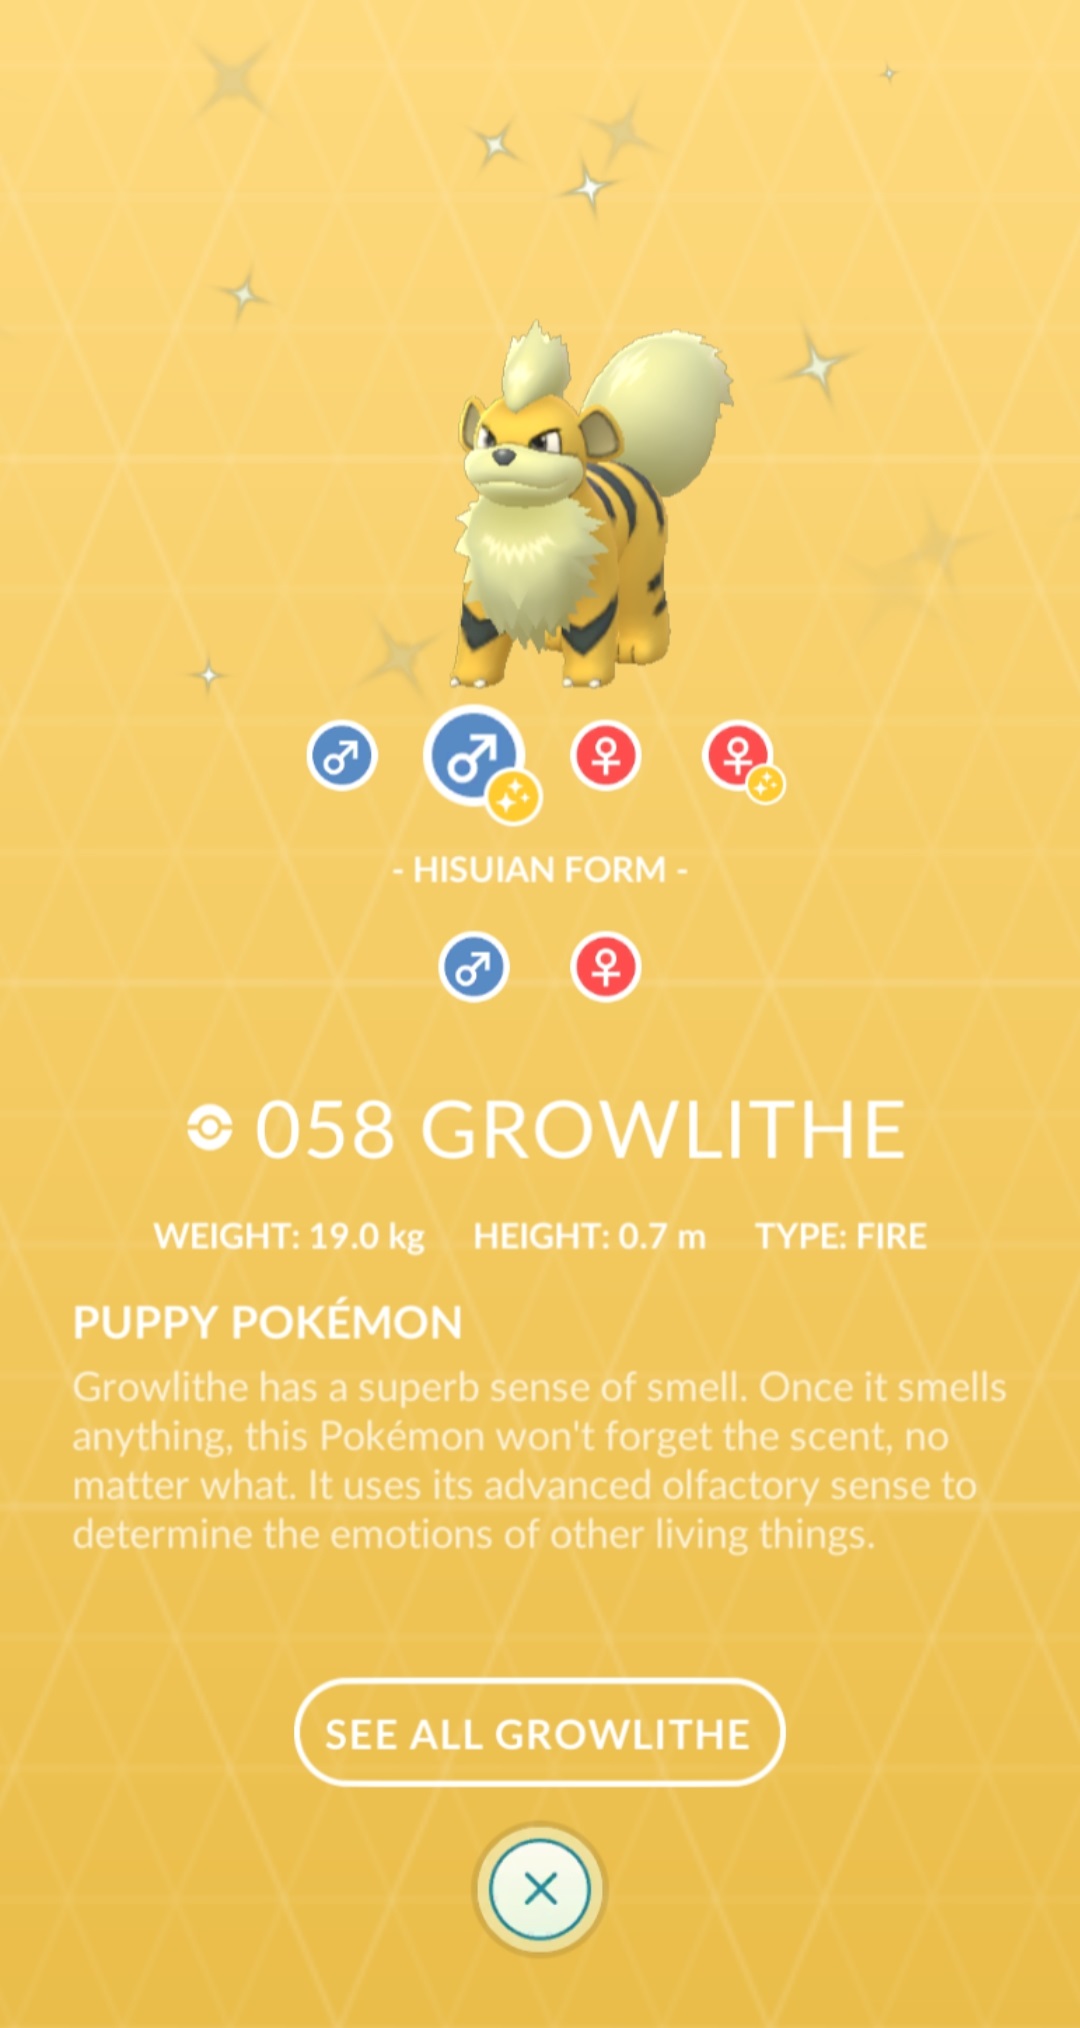 - HISUIAN FORM -
058 GROWLITHE
WEIGHT: 19.0 kg HEIGHT: 0.7 m TYPE: FIRE
PUPPY POKÉMON
Growlithe has a superb sense of smell. Once it smells
anything, this Pokémon won't forget the scent, no
matter what. It uses its advanced olfactory sense to
determine the emotions of other living things.
SEE ALL GROWLITHE